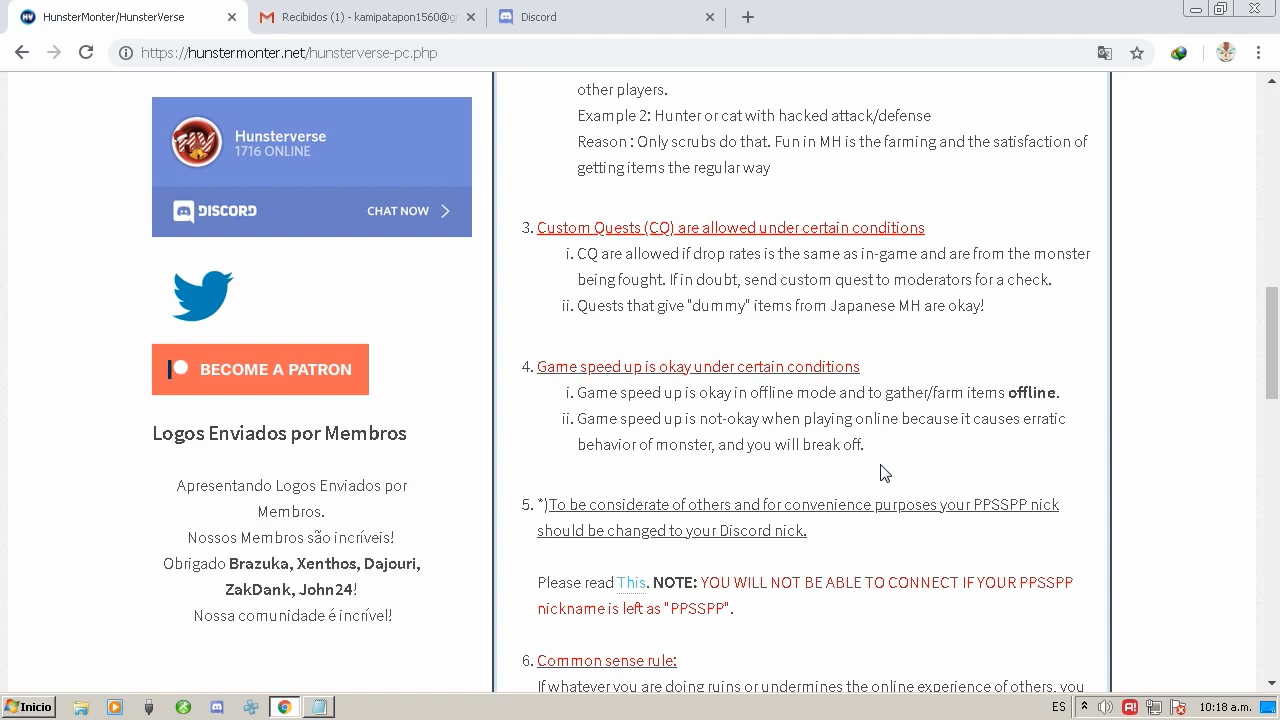 HunsterMonter/HunsterVerse
Recibidos (1) - kamipatapon1560@g
Discord
https://hunstermonter.net/hunsterverse-pc.php
Hunsterverse
1716 ONLINE
DISCORD
CHAT NOW
BECOME A PATRON
Logos Enviados por Membros
Apresentando Logos Enviados por
Membros.
Nossos Membros são incríveis!
Obrigado Brazuka, Xenthos, Dajouri,
ZakDank, John24!
Nossa comunidade é incrível!
other players.
Example 2: Hunter or cat with hacked attack/defense
Reason : Only scrubs do that. Fun in MH is the farming and the satisfaction of
getting items the regular way
3. Custom Quests (CQ) are allowed under certain conditions
i. CQ are allowed if drop rates is the same as in-game and are from the monster
being fought. If in doubt, send custom quest to moderators for a check.
ii. Quests that give "dummy" items from Japanese MH are okay!
4. Game speed up is okay under certain conditions
i. Game speed up is okay in offline mode and to gather/farm items offline.
ii. Game speed up is not-okay when playing online because it causes erratic
behavior of monster, and you will break off.
5. *)To be considerate of others and for convenience purposes your PPSSPP nick
should be changed to your Discord nick.
Please read This. NOTE: YOU WILL NOT BE ABLE TO CONNECT IF YOUR PPSSPP
nickname is left as "PPSSPP".
6. Common sense rule:
If whatever you are doing ruins or undermines the online experience of others, you
Inicio
ES
10:18 a.m.